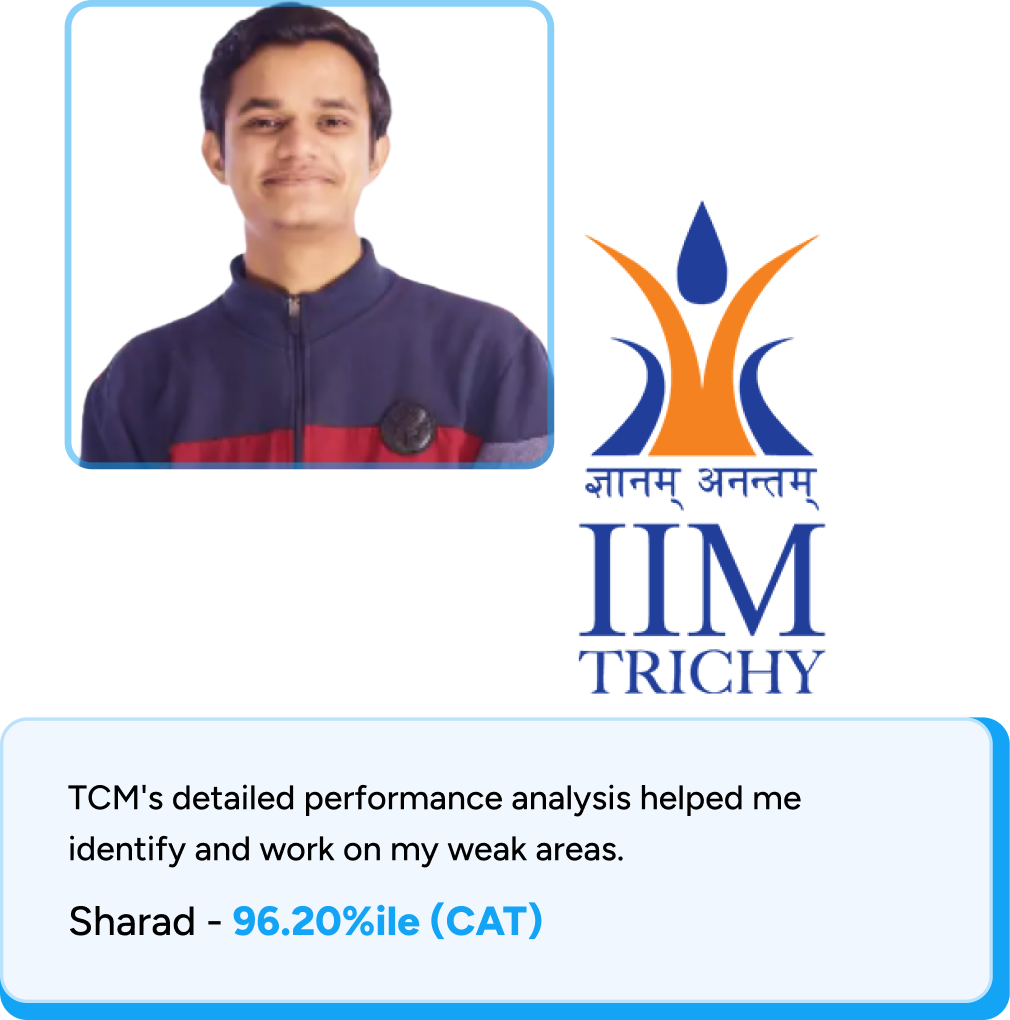 ज्ञानम् अनन्तम्
IIM
TRICHY
TCM's detailed performance analysis helped me
identify and work on my weak areas.
Sharad - 96.20%ile (CAT)